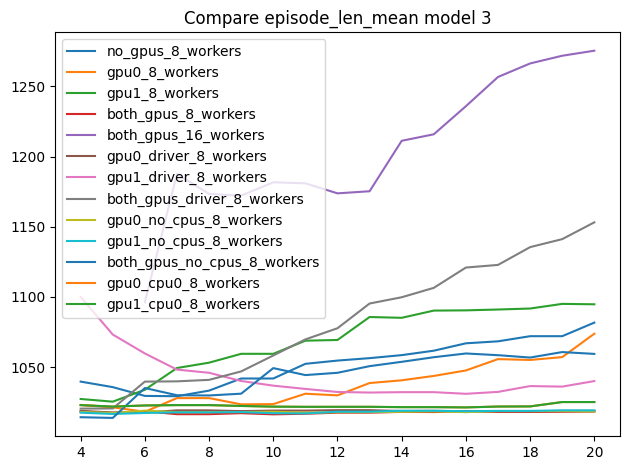 Compare episode_len_mean model 3
no_gpus_8_workers
gpu0_8_workers
gpu1_8_workers
both_gpus_8_workers
both_gpus_16_workers
gpu0_driver_8_workers
gpu1_driver_8_workers
both_gpus_driver_8_workers
gpu0_no_cpus_8_workers
gpu1_no_cpus_8_workers
both_gpus_no_cpus_8_workers
gpu0_cpu0_8_workers
gpu1_cpu0_8_workers
1250
1200
1150
1100
1050
4 6 8 10 12 14 16 18 20